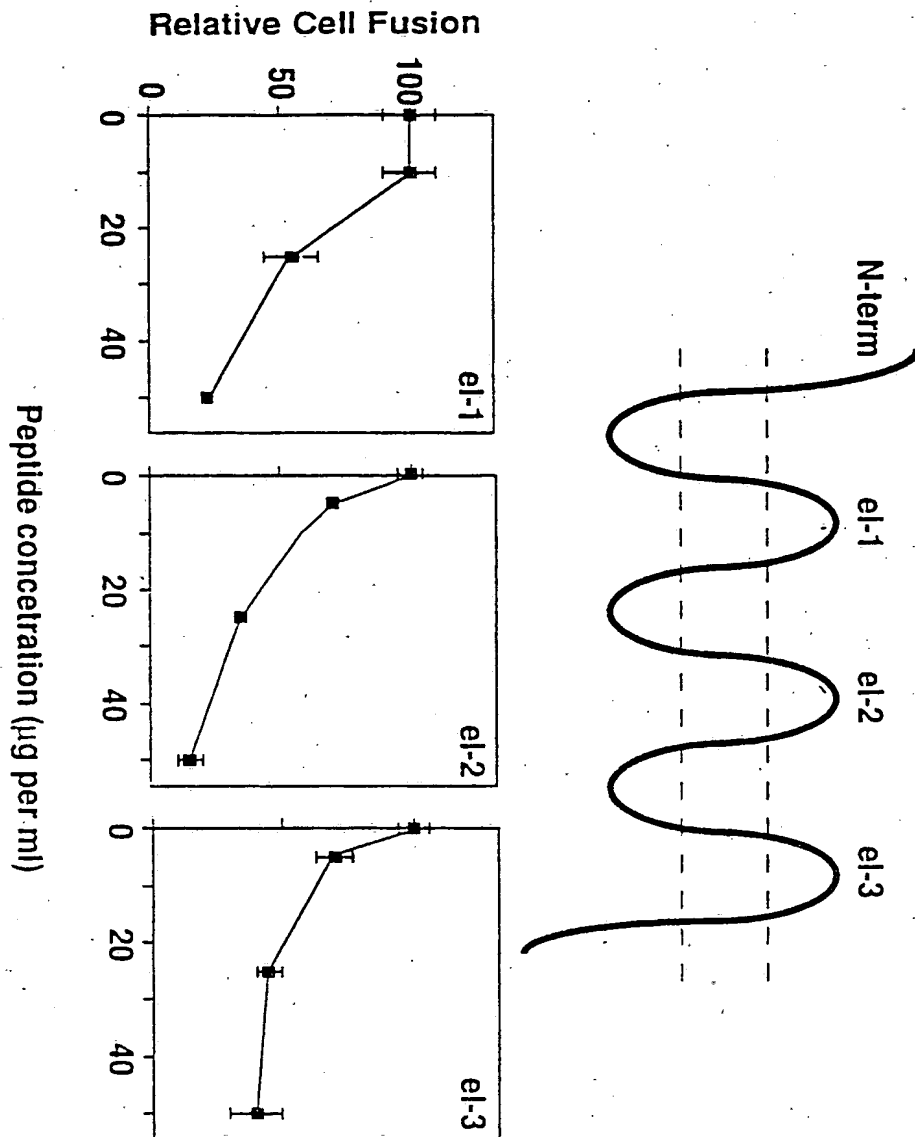 N-term
el-1
el-2
el-3
Relative Cell Fusion
100
50
0
0
20
40
el-1
0
20
40
el-2
0
20
40
el-3
Peptide concetration (µg per ml)